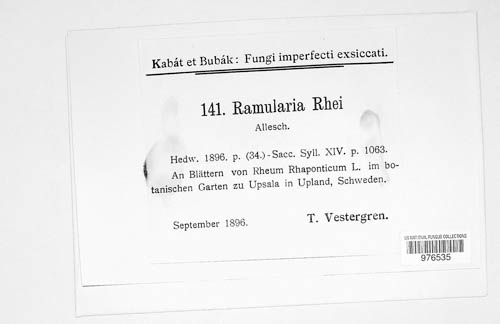 Kabát et Bubák: Fungi imperfecti exsiccati.
141. Ramularia Rhei
Allesch.
Hedw. 1896. p. (34.)-Sacc. Syll. XIV. p. 1063.
An Blättern von Rheum Rhaponticum L. im bo-
tanischen Garten zu Upsala in Upland, Schweden.
September 1896.
T. Vestergren.
US NATIONAL FUNGUS COLLECTIONS
976535